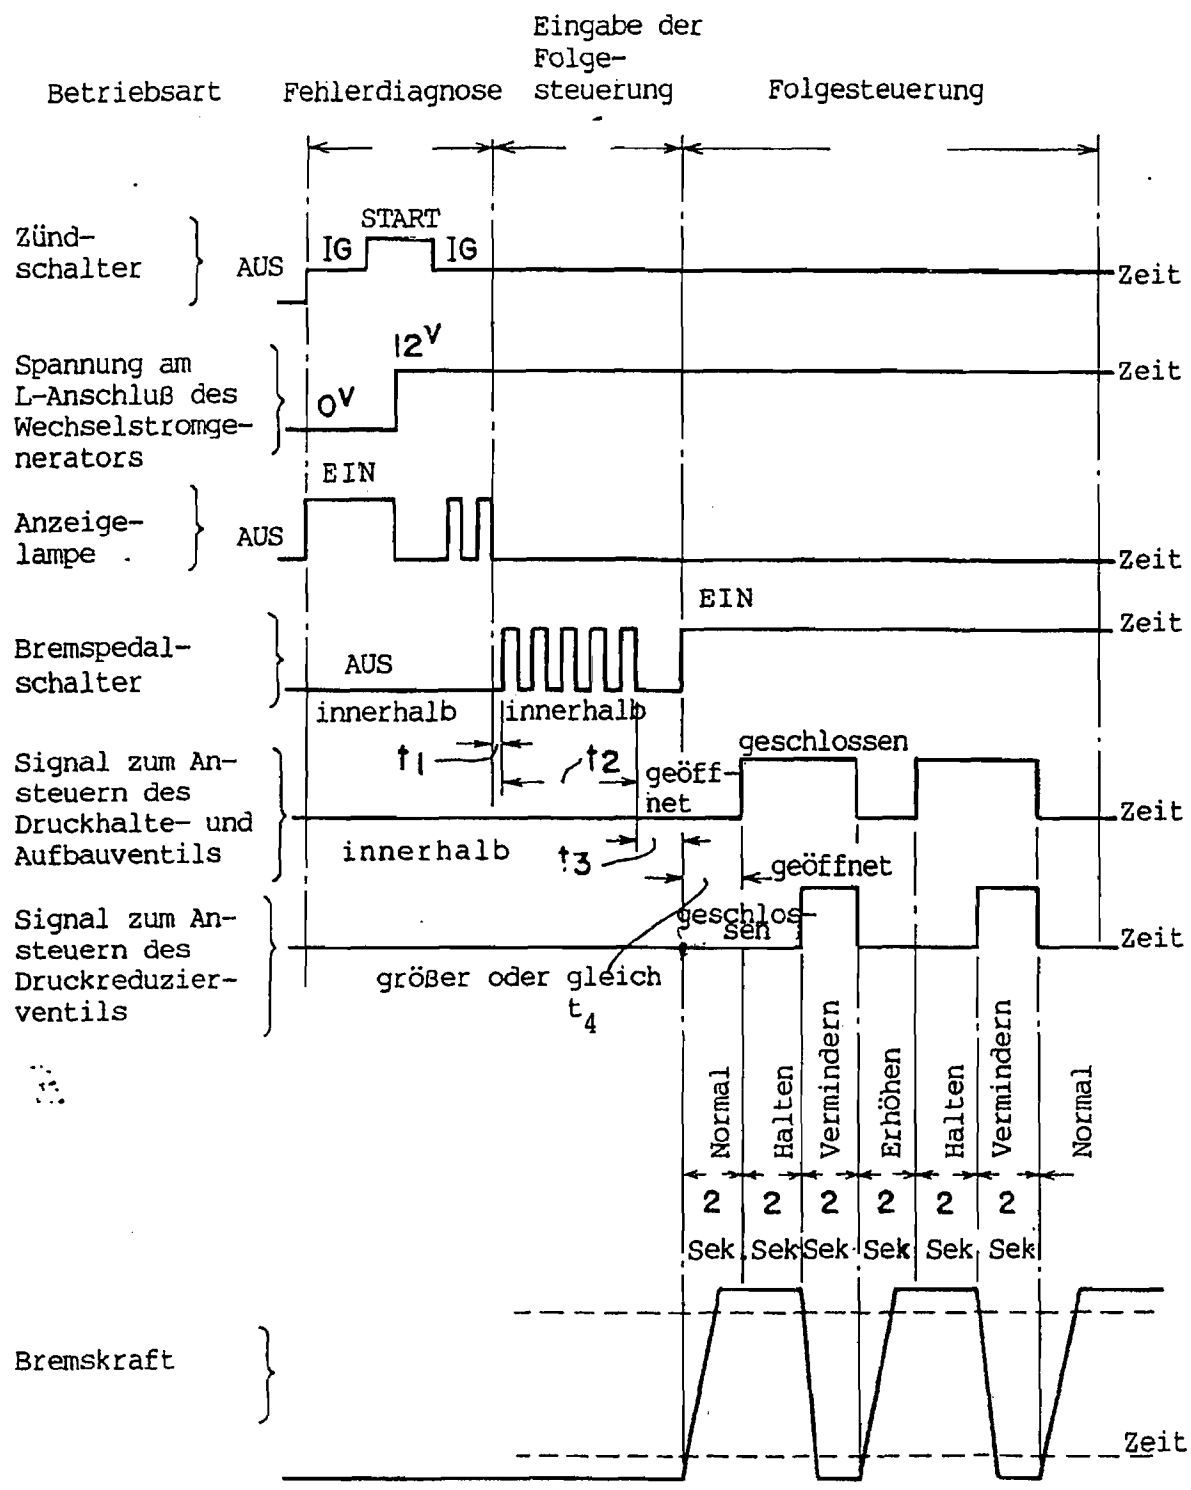 Eingabe der
Folge-
Betriebsart Fehlerdiagnose steuerung Folgesteuerung
START
Zünd-
schalter
AUS
IG
IG
Zeit
12V
Spannung am
L-Anschluß des
Wechselstromge-
nerators
0V
Zeit
EIN
Anzeige-
lampe
AUS
Zeit
EIN
Zeit
Bremspedal-
schalter
AUS
innerhalb
innerhalb
geschlossen
Signal zum An-
steuern des
Druckhalte- und
Aufbauventils
t1
t2
geöff-
net
Zeit
innerhalb
t3
geöffnet
Signal zum An-
steuern des
Druckreduzier-
ventils
geschlos-
sen
Zeit
größer oder gleich
t4
Normal
Halten
Vermindern
Erhöhen
Halten
Vermindern
Normal
2 2 2 2 2 2
Sek Sek Sek Sek Sek Sek
Bremskraft
Zeit